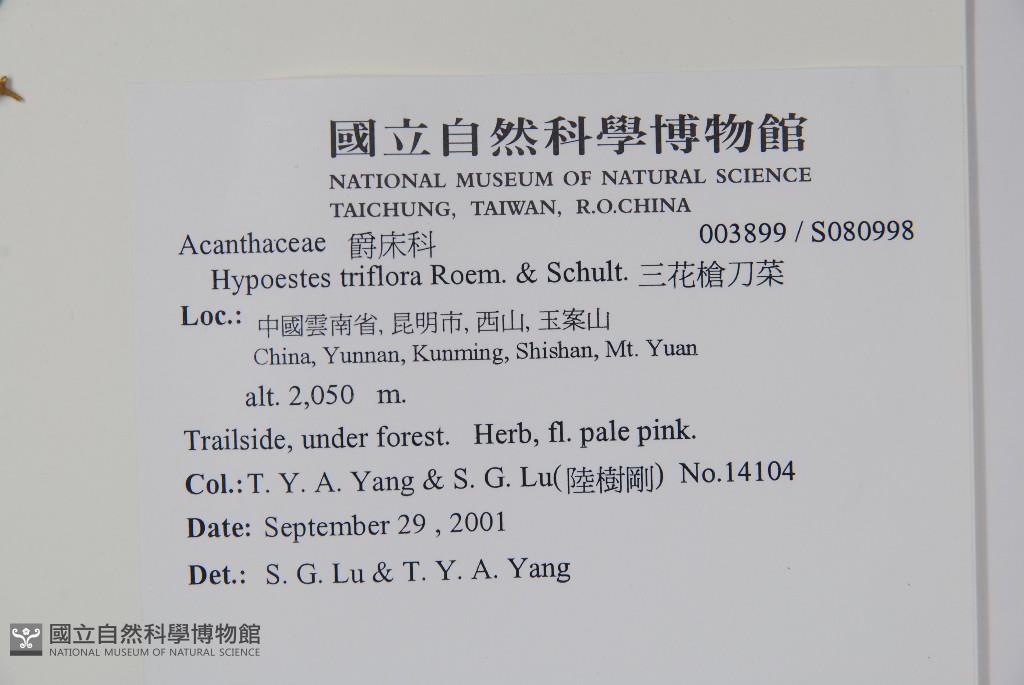 國立自然科學博物館
NATIONAL MUSEUM OF NATURAL SCIENCE
TAICHUNG, TAIWAN, R.O.CHINA
Acanthaceae 爵床科 003899 / S080998
Hypoestes triflora Roem. & Schult. 三花槍刀菜
Loc.: 中國雲南省, 昆明市, 西山, 玉案山
China, Yunnan, Kunming, Shishan, Mt. Yuan
alt. 2,050 m.
Trailside, under forest. Herb, fl. pale pink.
Col.: T. Y. A. Yang & S. G. Lu(陸樹剛) No.14104
Date: September 29 , 2001
Det.: S. G. Lu & T. Y. A. Yang
國立自然科學博物館
NATIONAL MUSEUM OF NATURAL SCIENCE